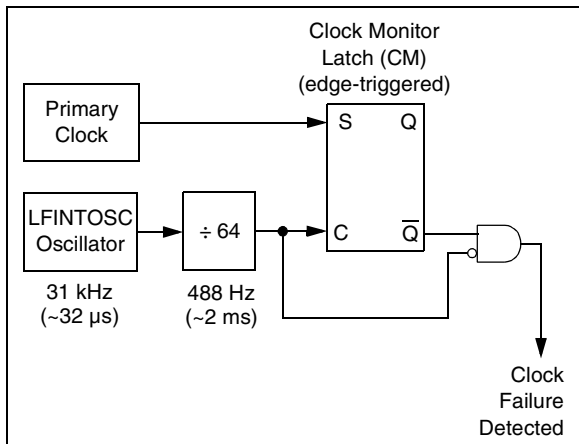 Clock Monitor
Latch (CM)
(edge-triggered)
Primary
Clock
S
Q
LFINTOSC
Oscillator
÷ 64
C
Q̅
31 kHz
(~32 µs)
488 Hz
(~2 ms)
Clock
Failure
Detected